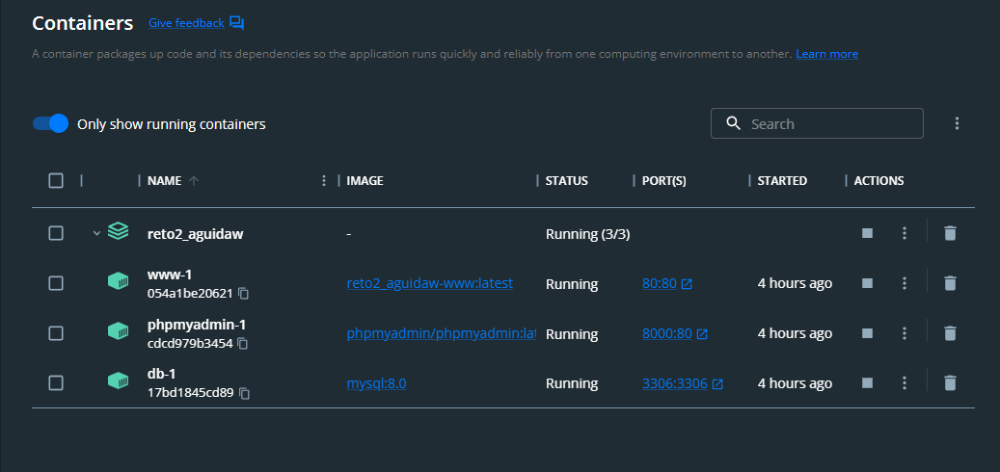 Containers Give feedback
A container packages up code and its dependencies so the application runs quickly and reliably from one computing environment to another. Learn more
Only show running containers
Search
NAME IMAGE STATUS PORT(S) STARTED ACTIONS
reto2_aguidaw - Running (3/3)
www-1
054a1be20621
reto2_aguidaw-www:latest Running 80:80 4 hours ago
phpmyadmin-1
cdcd979b3454
phpmyadmin/phpmyadmin:lat Running 8000:80 4 hours ago
db-1
17bd1845cd89
mysql:8.0 Running 3306:3306 4 hours ago